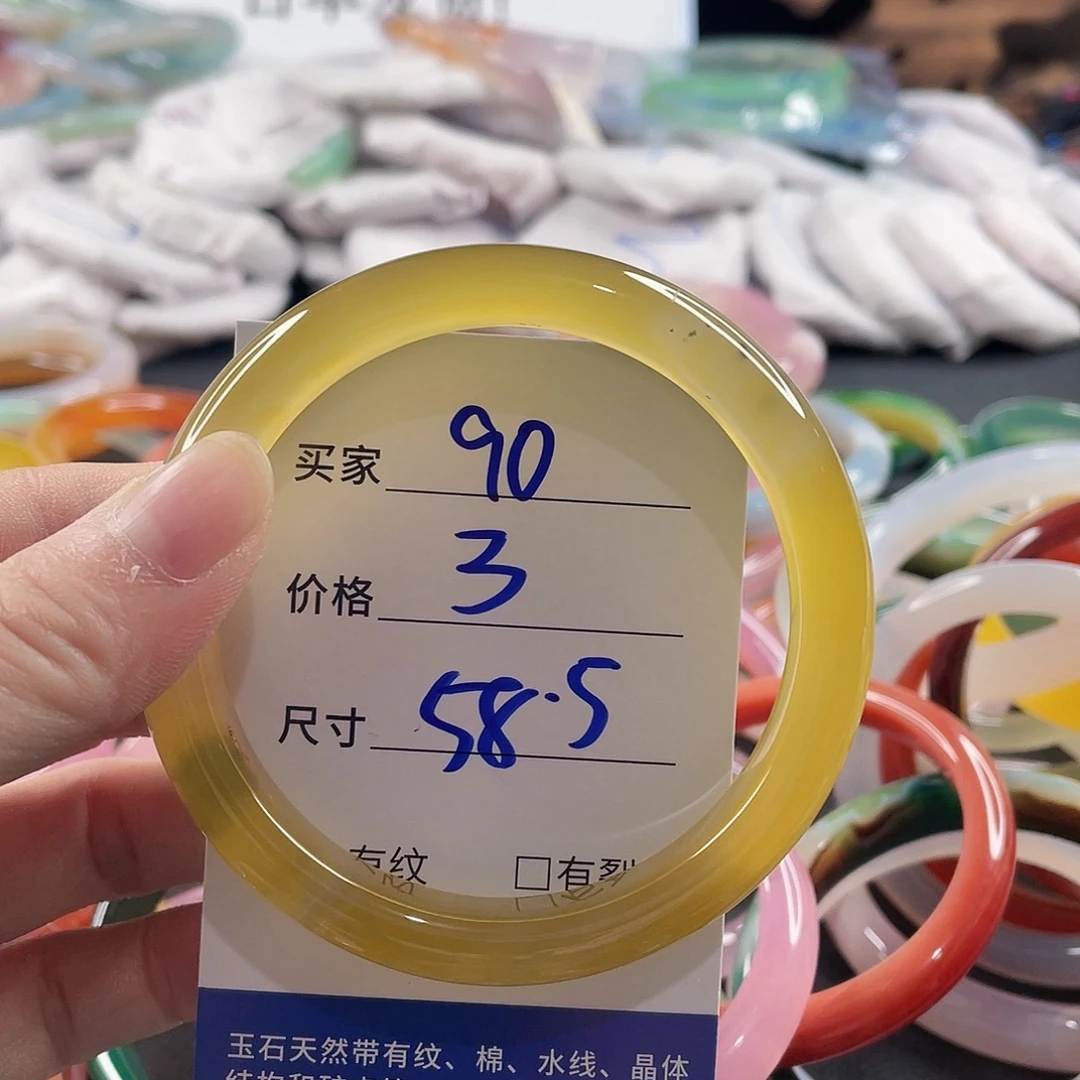 买家 90
价格 3
尺寸 58.5
有纹 □有裂
玉石天然带有纹、棉、水线、晶体